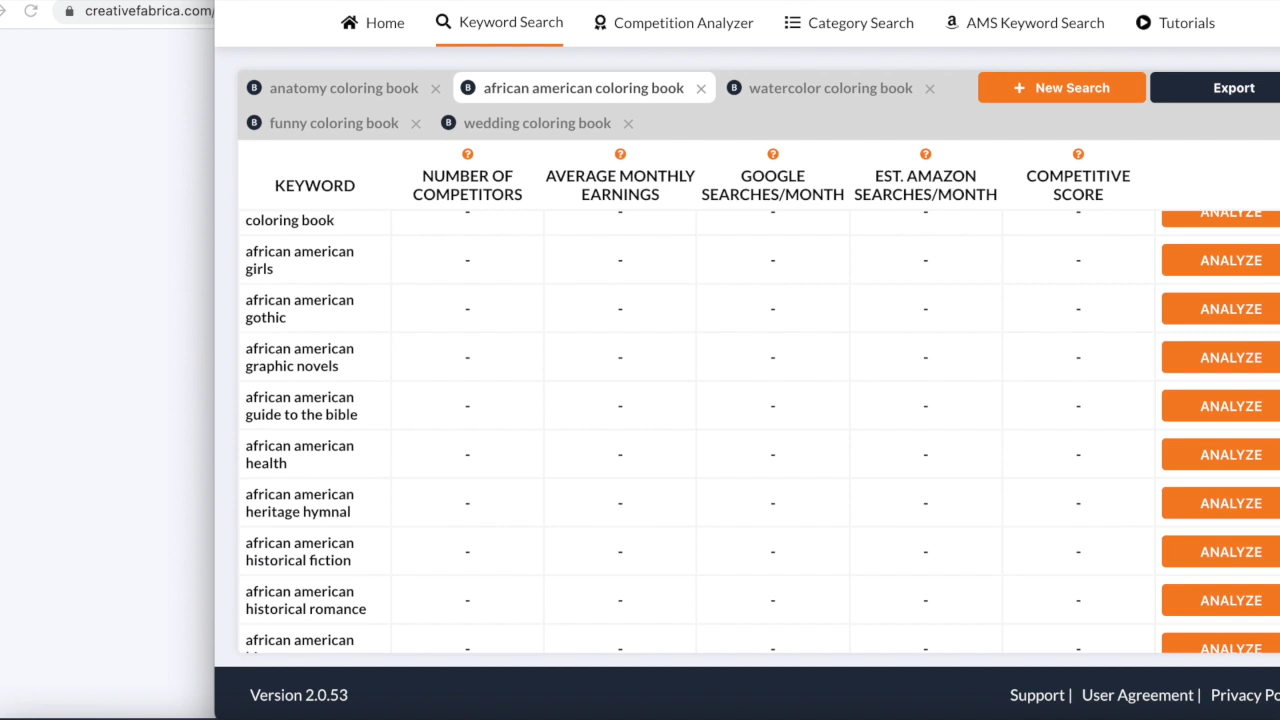 creativefabrica.com/
Home Keyword Search Competition Analyzer Category Search AMS Keyword Search Tutorials
anatomy coloring book african american coloring book watercolor coloring book + New Search Export
funny coloring book wedding coloring book
KEYWORD NUMBER OF COMPETITORS AVERAGE MONTHLY EARNINGS GOOGLE SEARCHES/MONTH EST. AMAZON SEARCHES/MONTH COMPETITIVE SCORE
coloring book - - - - - ANALYZE
african american
girls - - - - - ANALYZE
african american
gothic - - - - - ANALYZE
african american
graphic novels - - - - - ANALYZE
african american
guide to the bible - - - - - ANALYZE
african american
health - - - - - ANALYZE
african american
heritage hymnal - - - - - ANALYZE
african american
historical fiction - - - - - ANALYZE
african american
historical romance - - - - - ANALYZE
african american - - - - - ANALYZE
Version 2.0.53 Support | User Agreement | Privacy